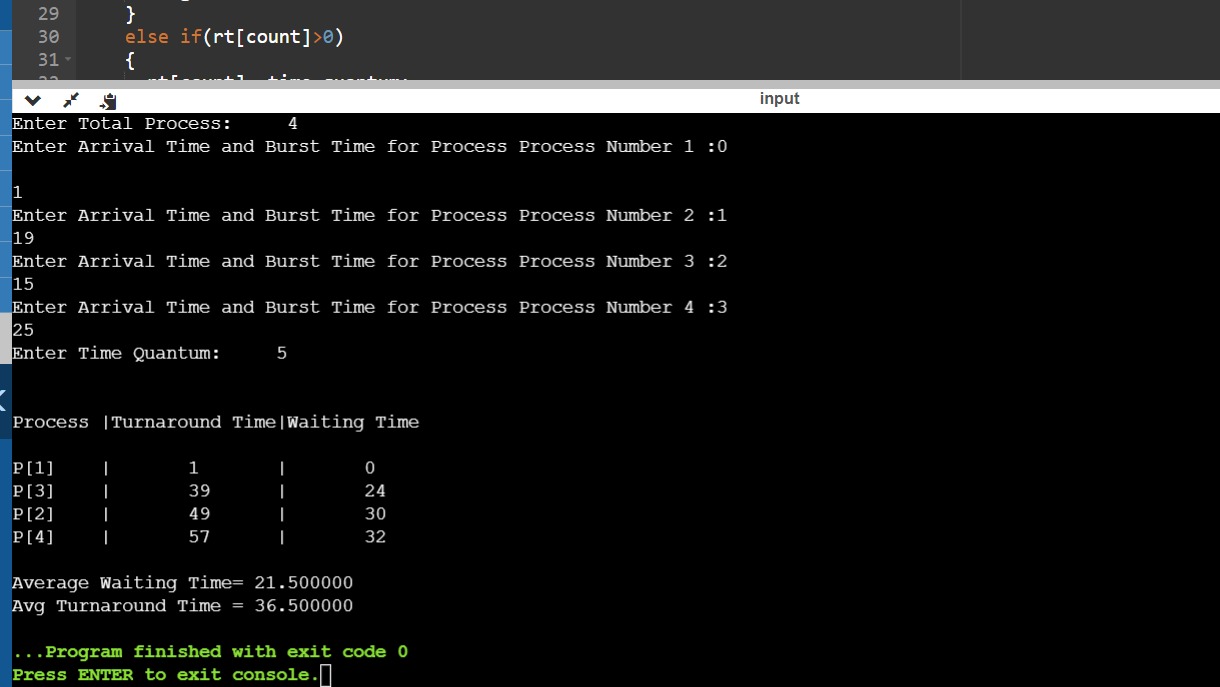 29 }
30 else if(rt[count]>0)
31 {
input
Enter Total Process: 4
Enter Arrival Time and Burst Time for Process Process Number 1 :0
1
Enter Arrival Time and Burst Time for Process Process Number 2 :1
19
Enter Arrival Time and Burst Time for Process Process Number 3 :2
15
Enter Arrival Time and Burst Time for Process Process Number 4 :3
25
Enter Time Quantum: 5
Process |Turnaround Time|Waiting Time
P[1] | 1 | 0
P[3] | 39 | 24
P[2] | 49 | 30
P[4] | 57 | 32
Average Waiting Time= 21.500000
Avg Turnaround Time = 36.500000
...Program finished with exit code 0
Press ENTER to exit console.